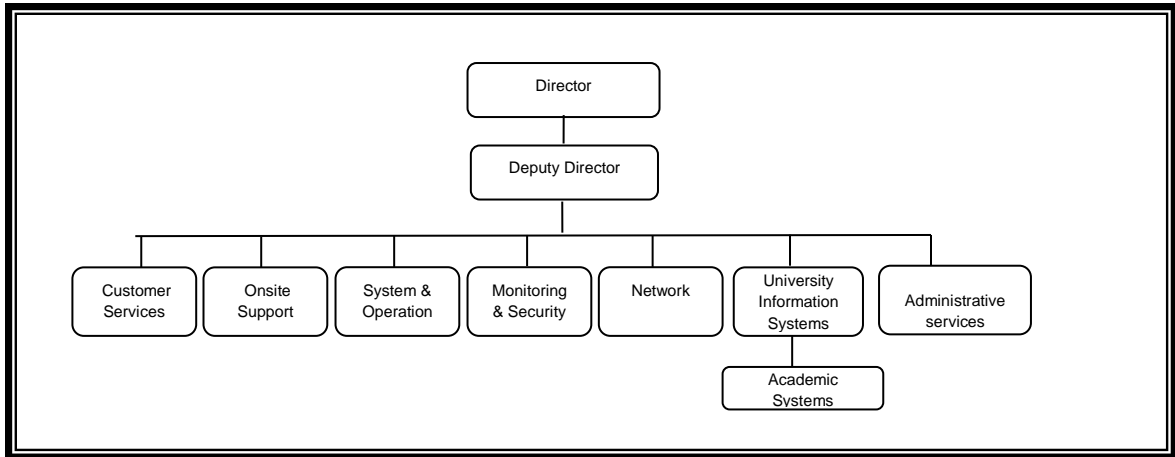 Director
Deputy Director
Customer
Services
Onsite
Support
System &
Operation
Monitoring
& Security
Network
University
Information
Systems
Administrative
services
Academic
Systems